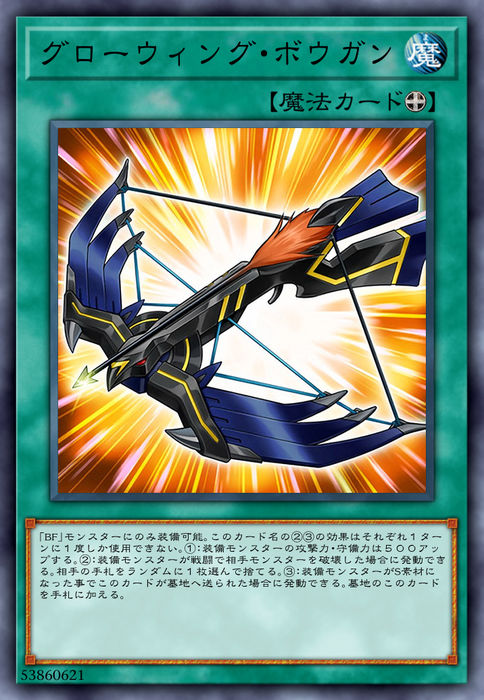 グローウィング・ボウガン 魔
【魔法カード】
「BF」モンスターにのみ装備可能。このカード名の②③の効果はそれぞれ1ター
ンに1度しか使用できない。①:装備モンスターの攻撃力・守備力は500アッ
プする。②:装備モンスターが戦闘で相手モンスターを破壊した場合に発動でき
る。相手の手札をランダムに1枚選んで捨てる。③:装備モンスターがS素材に
なった事でこのカードが墓地へ送られた場合に発動できる。墓地のこのカード
を手札に加える。
53860621